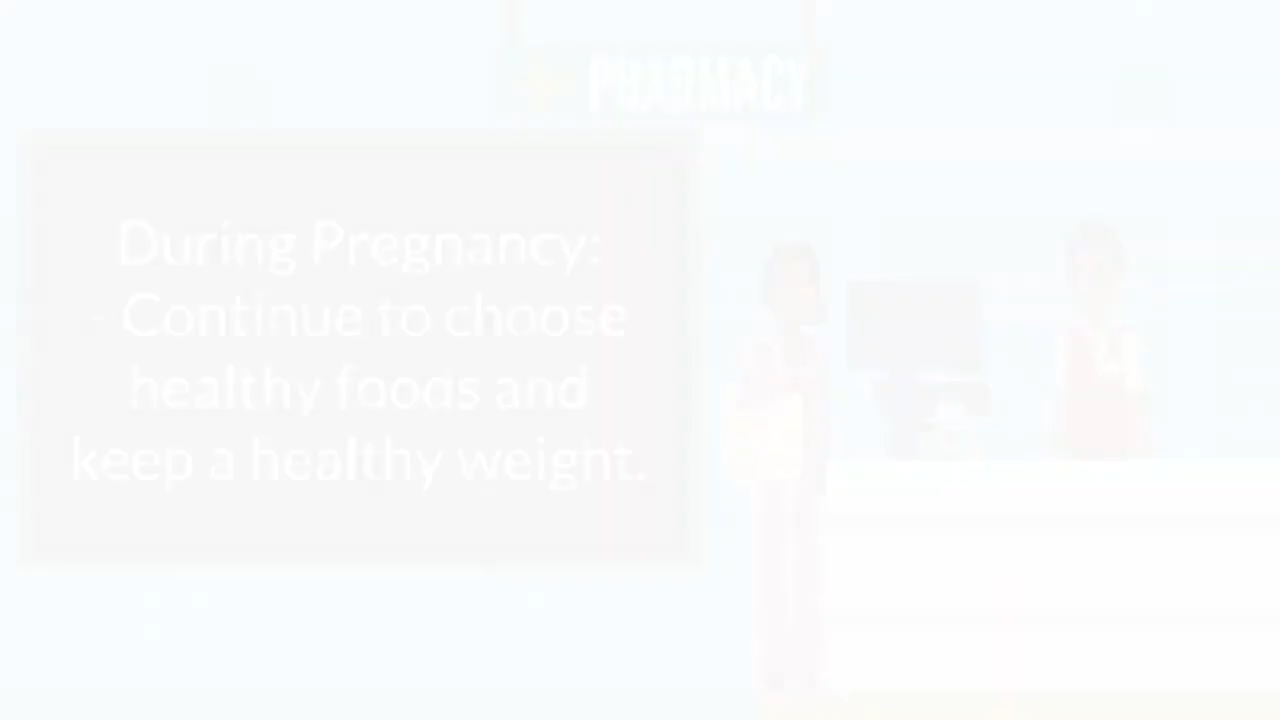 PHARMACY
During Pregnancy:
- Continue to choose
healthy foods and
keep a healthy weight.